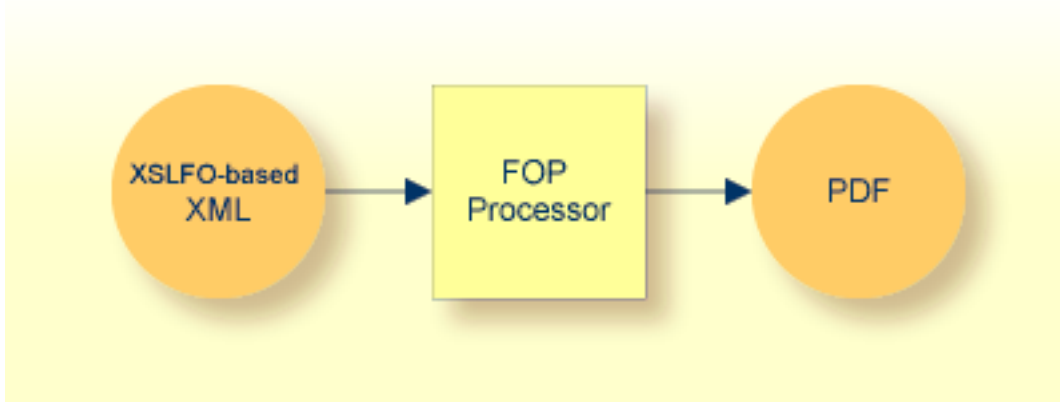 XSLFO-based
XML
FOP
Processor
PDF